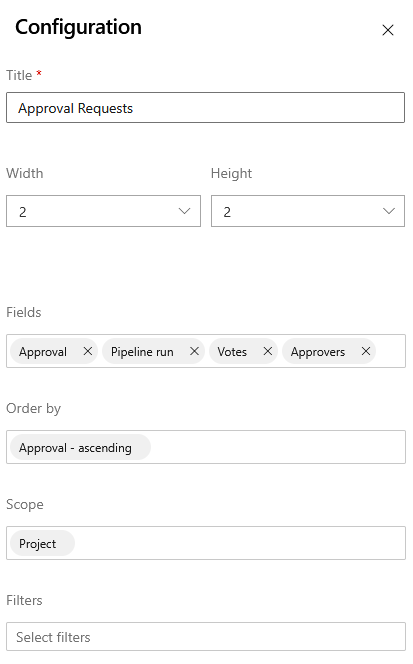 Configuration
Title *
Approval Requests
Width Height
2 2
Fields
Approval Pipeline run Votes Approvers
Order by
Approval - ascending
Scope
Project
Filters
Select filters